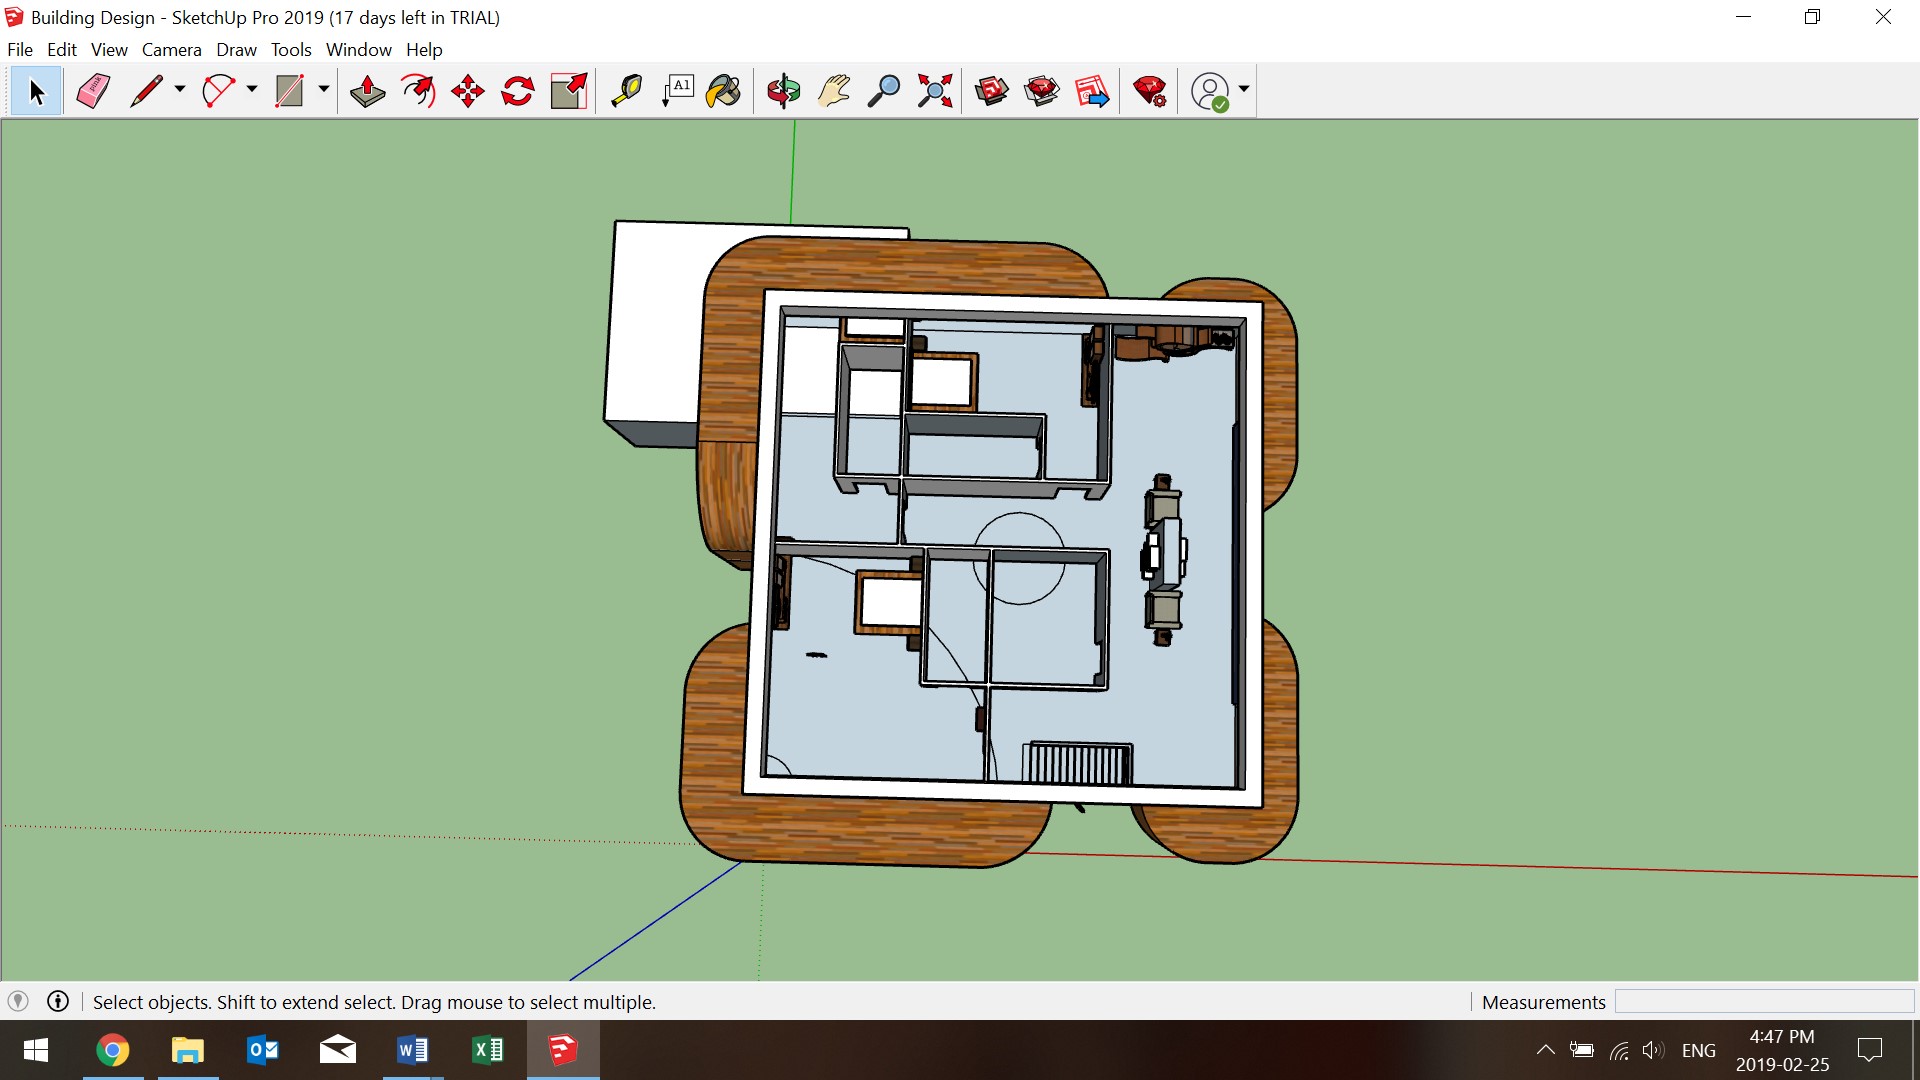 Building Design - SketchUp Pro 2019 (17 days left in TRIAL)
File Edit View Camera Draw Tools Window Help
A1
Select objects. Shift to extend select. Drag mouse to select multiple.
Measurements
ENG
4:47 PM
2019-02-25